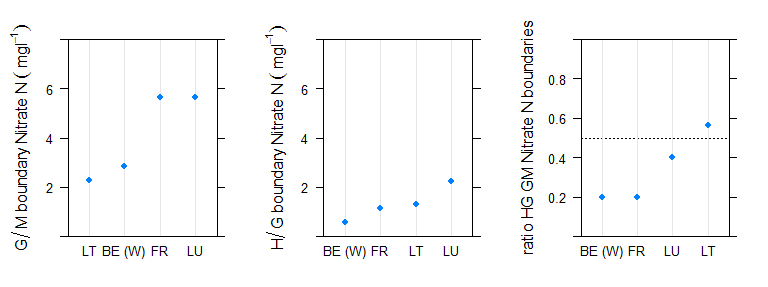 G/M boundary Nitrate N (mgl⁻¹)
6
4
2
LT BE (W) FR LU
H/G boundary Nitrate N (mgl⁻¹)
6
4
2
BE (W) FR LT LU
ratio HG GM Nitrate N boundaries
0.8
0.6
0.4
0.2
BE (W) FR LU LT